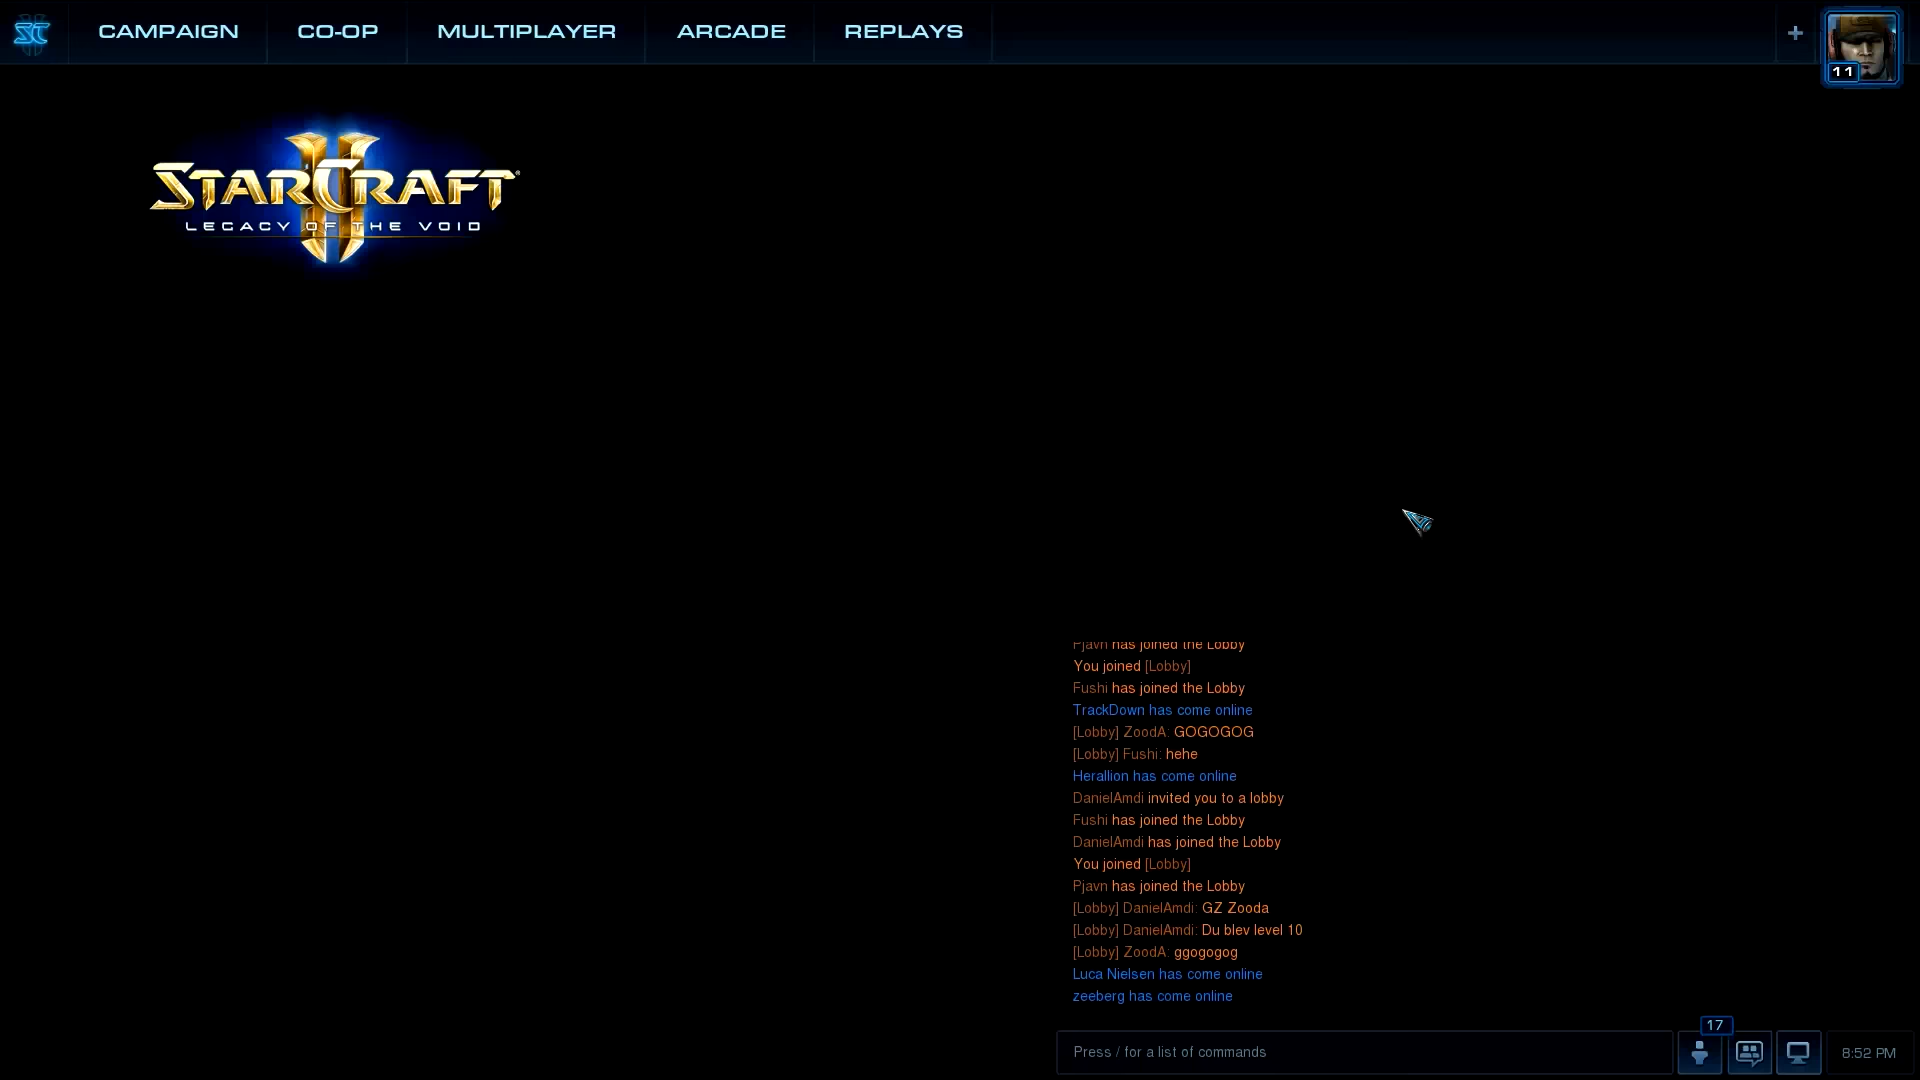 CAMPAIGN
CO-OP
MULTIPLAYER
ARCADE
REPLAYS
11
STARCRAFT
II
LEGACY OF THE VOID
Pjavn has joined the Lobby
You joined [Lobby]
Fushi has joined the Lobby
TrackDown has come online
[Lobby] ZoodA: GOGOGOG
[Lobby] Fushi: hehe
Herallion has come online
DanielAmdi invited you to a lobby
Fushi has joined the Lobby
DanielAmdi has joined the Lobby
You joined [Lobby]
Pjavn has joined the Lobby
[Lobby] DanielAmdi: GZ Zooda
[Lobby] DanielAmdi: Du blev level 10
[Lobby] ZoodA: ggogogog
Luca Nielsen has come online
zeeberg has come online
17
Press / for a list of commands
8:52 PM